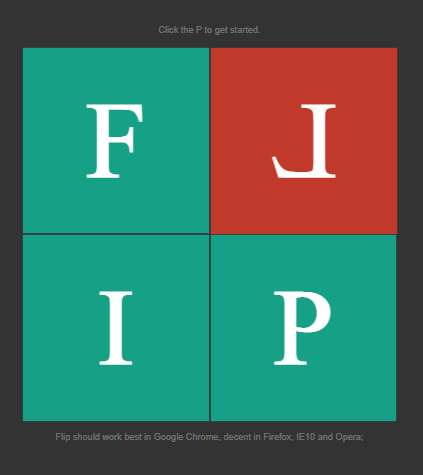 Click the P to get started.
F L
I P
Flip should work best in Google Chrome, decent in Firefox, IE10 and Opera;